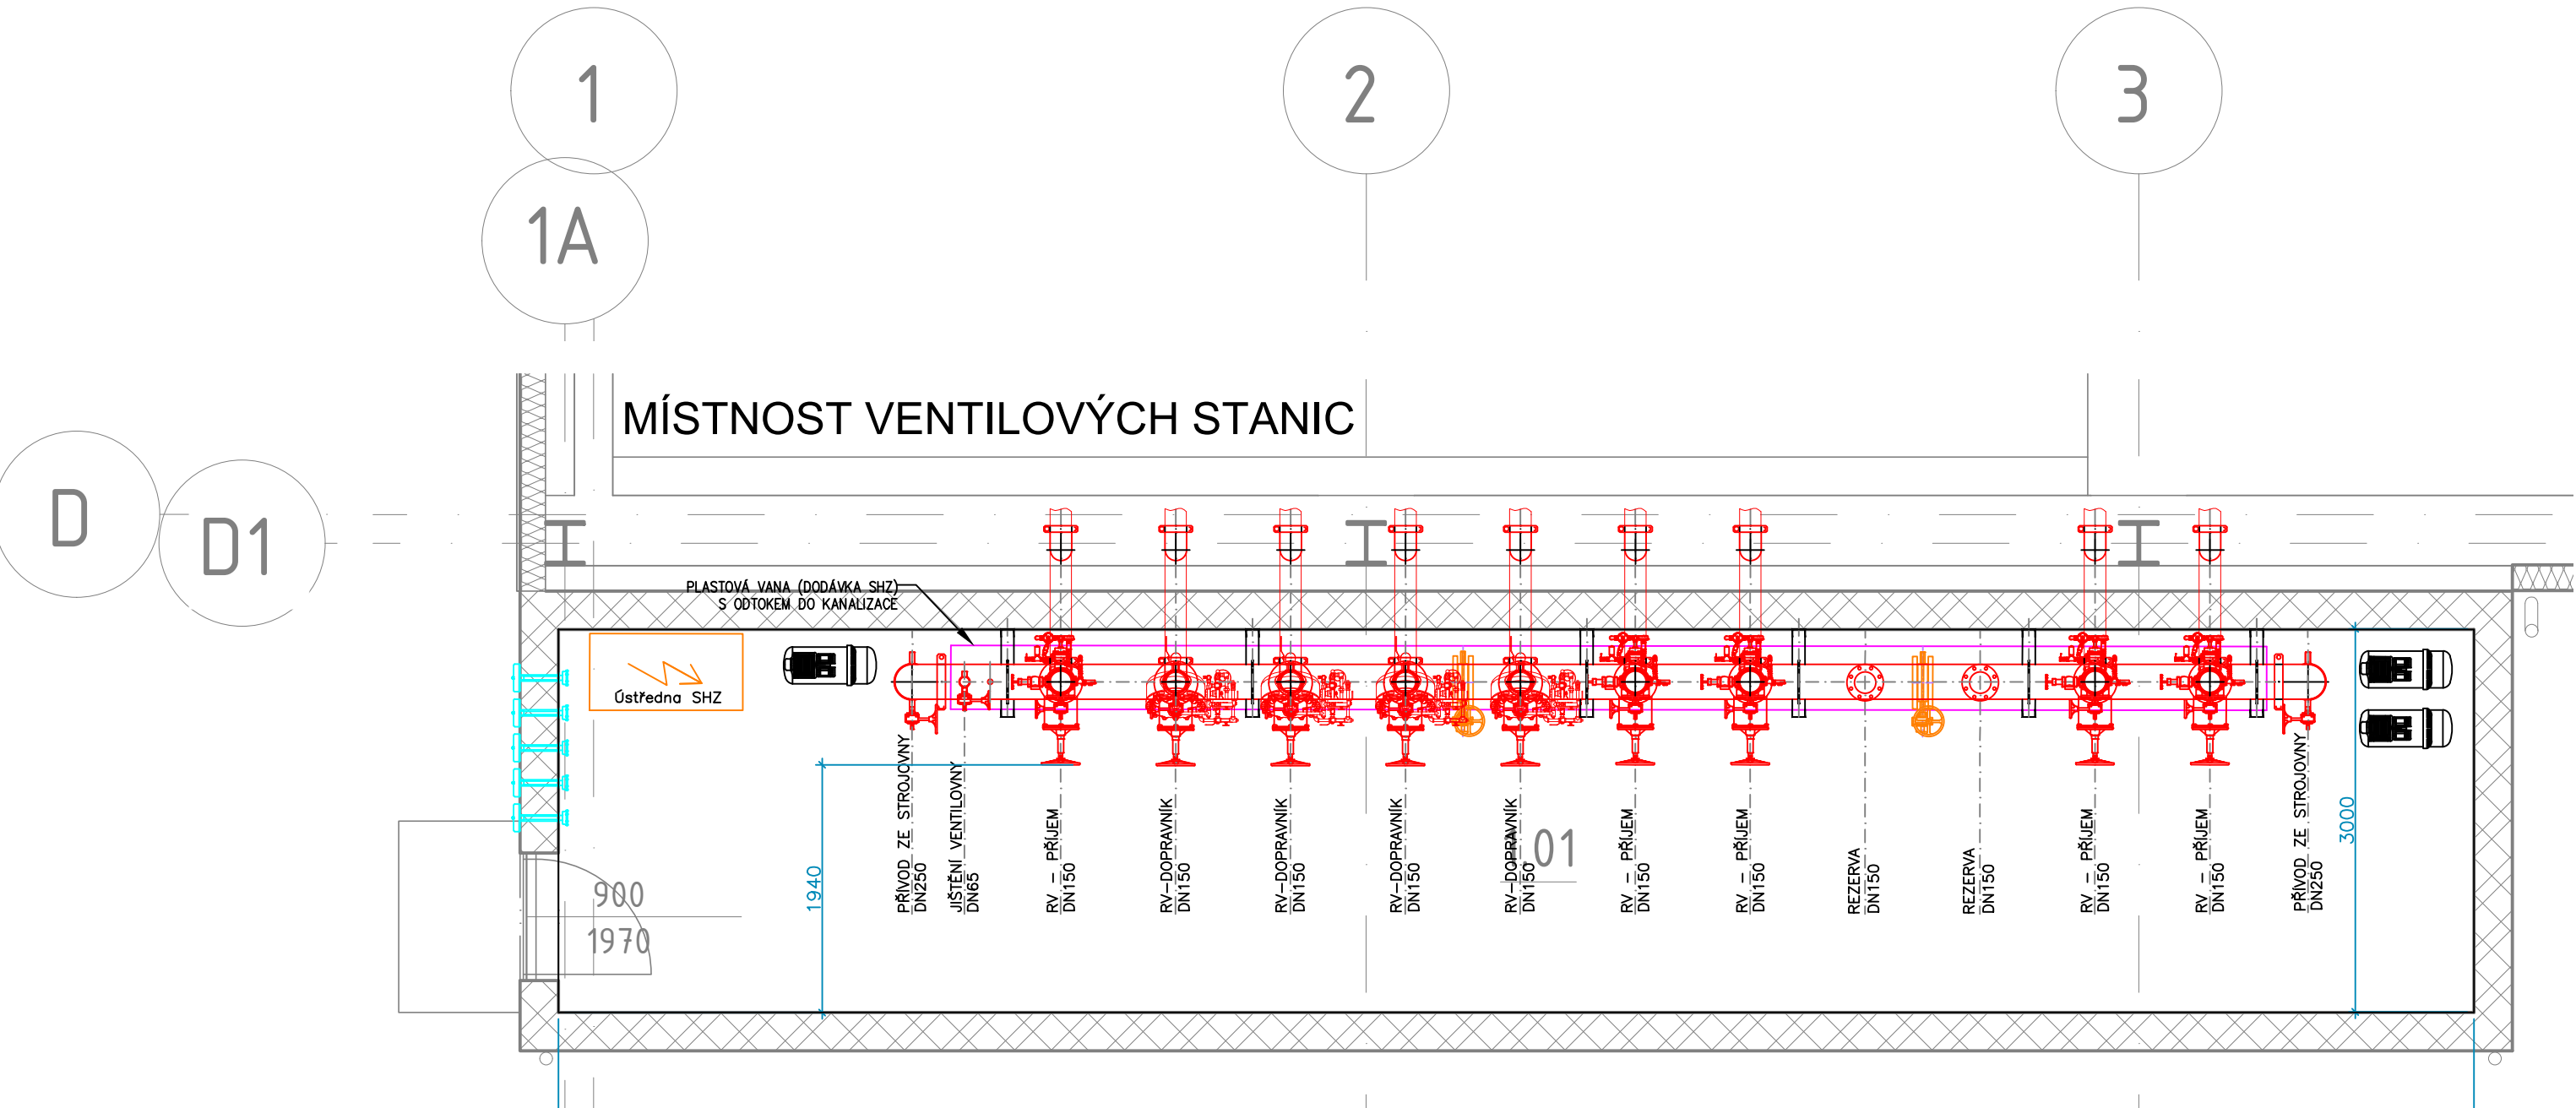 1
2
3
1A
MÍSTNOST VENTILOVÝCH STANIC
D
D1
PLASTOVÁ VANA (DODÁVKA SHZ)
S ODTOKEM DO KANALIZACE
Ústředna SHZ
900
1970
1940
PŘÍVOD ZE STROJOVNY
DN250
JIŠTĚNÍ VENTILOVNY
DN65
RV - PŘÍJEM
DN150
RV-DOPRAVNÍK
DN150
RV-DOPRAVNÍK
DN150
RV-DOPRAVNÍK
DN150
RV-DOPRAVNÍK
DN150
01
RV - PŘÍJEM
DN150
RV - PŘÍJEM
DN150
REZERVA
DN150
REZERVA
DN150
RV - PŘÍJEM
DN150
RV - PŘÍJEM
DN150
PŘÍVOD ZE STROJOVNY
DN250
3000